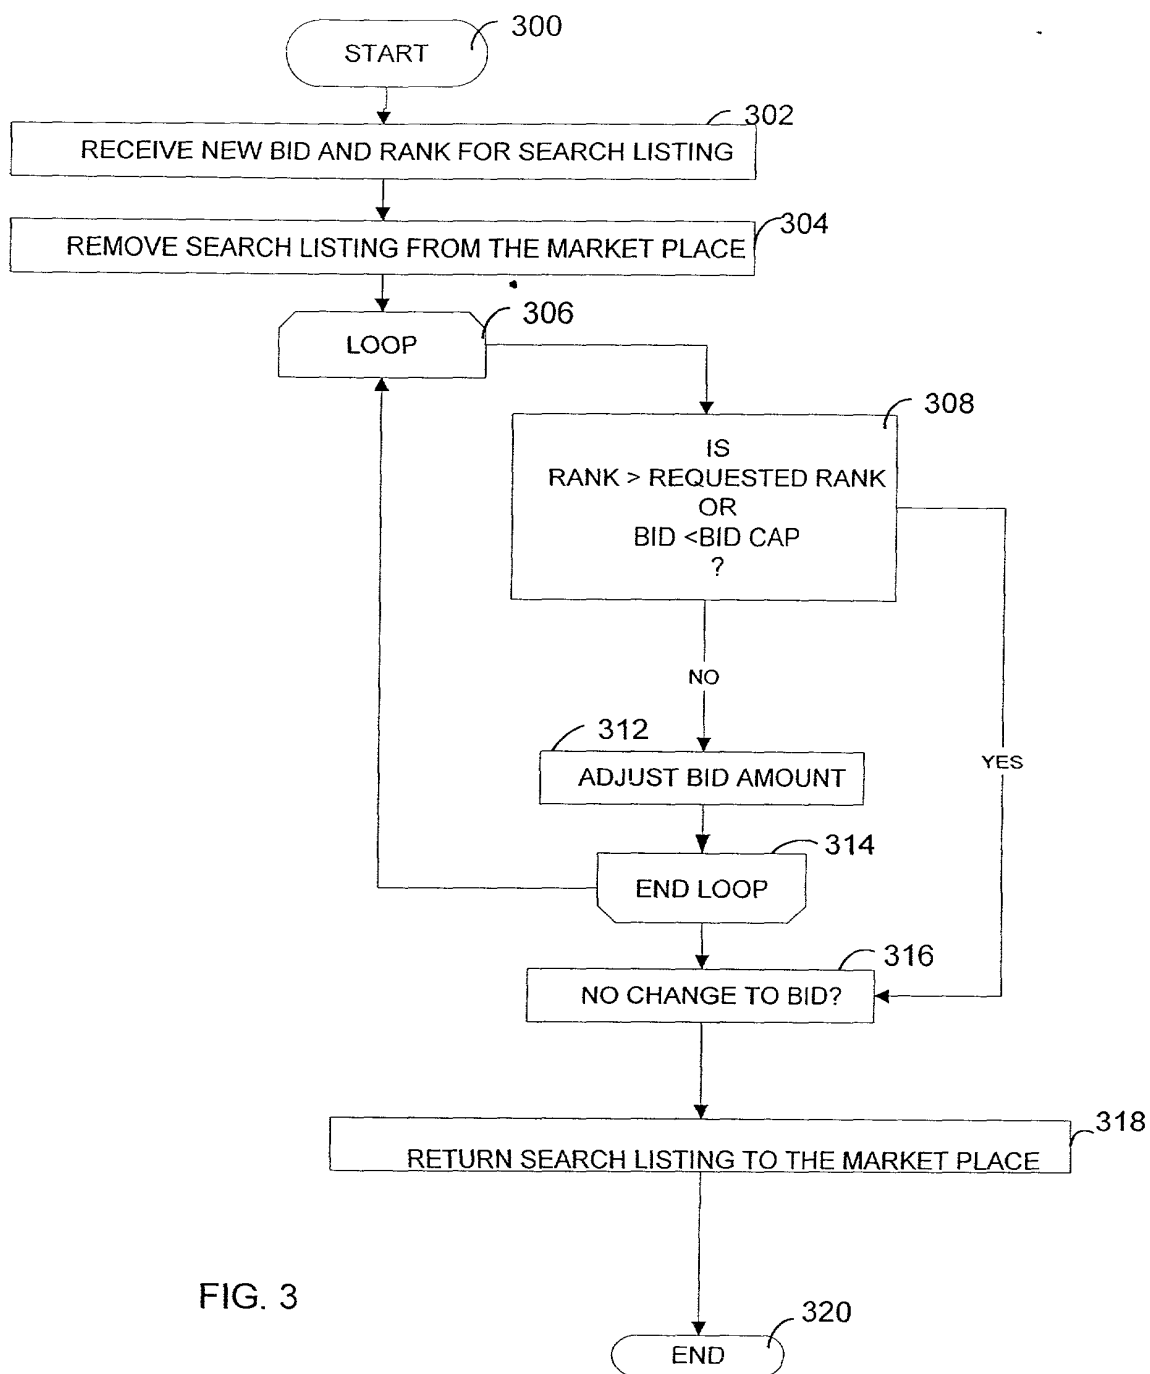 300
START
302
RECEIVE NEW BID AND RANK FOR SEARCH LISTING
304
REMOVE SEARCH LISTING FROM THE MARKET PLACE
306
LOOP
308
IS
RANK > REQUESTED RANK
OR
BID <BID CAP
?
NO
YES
312
ADJUST BID AMOUNT
314
END LOOP
316
NO CHANGE TO BID?
318
RETURN SEARCH LISTING TO THE MARKET PLACE
FIG. 3
320
END